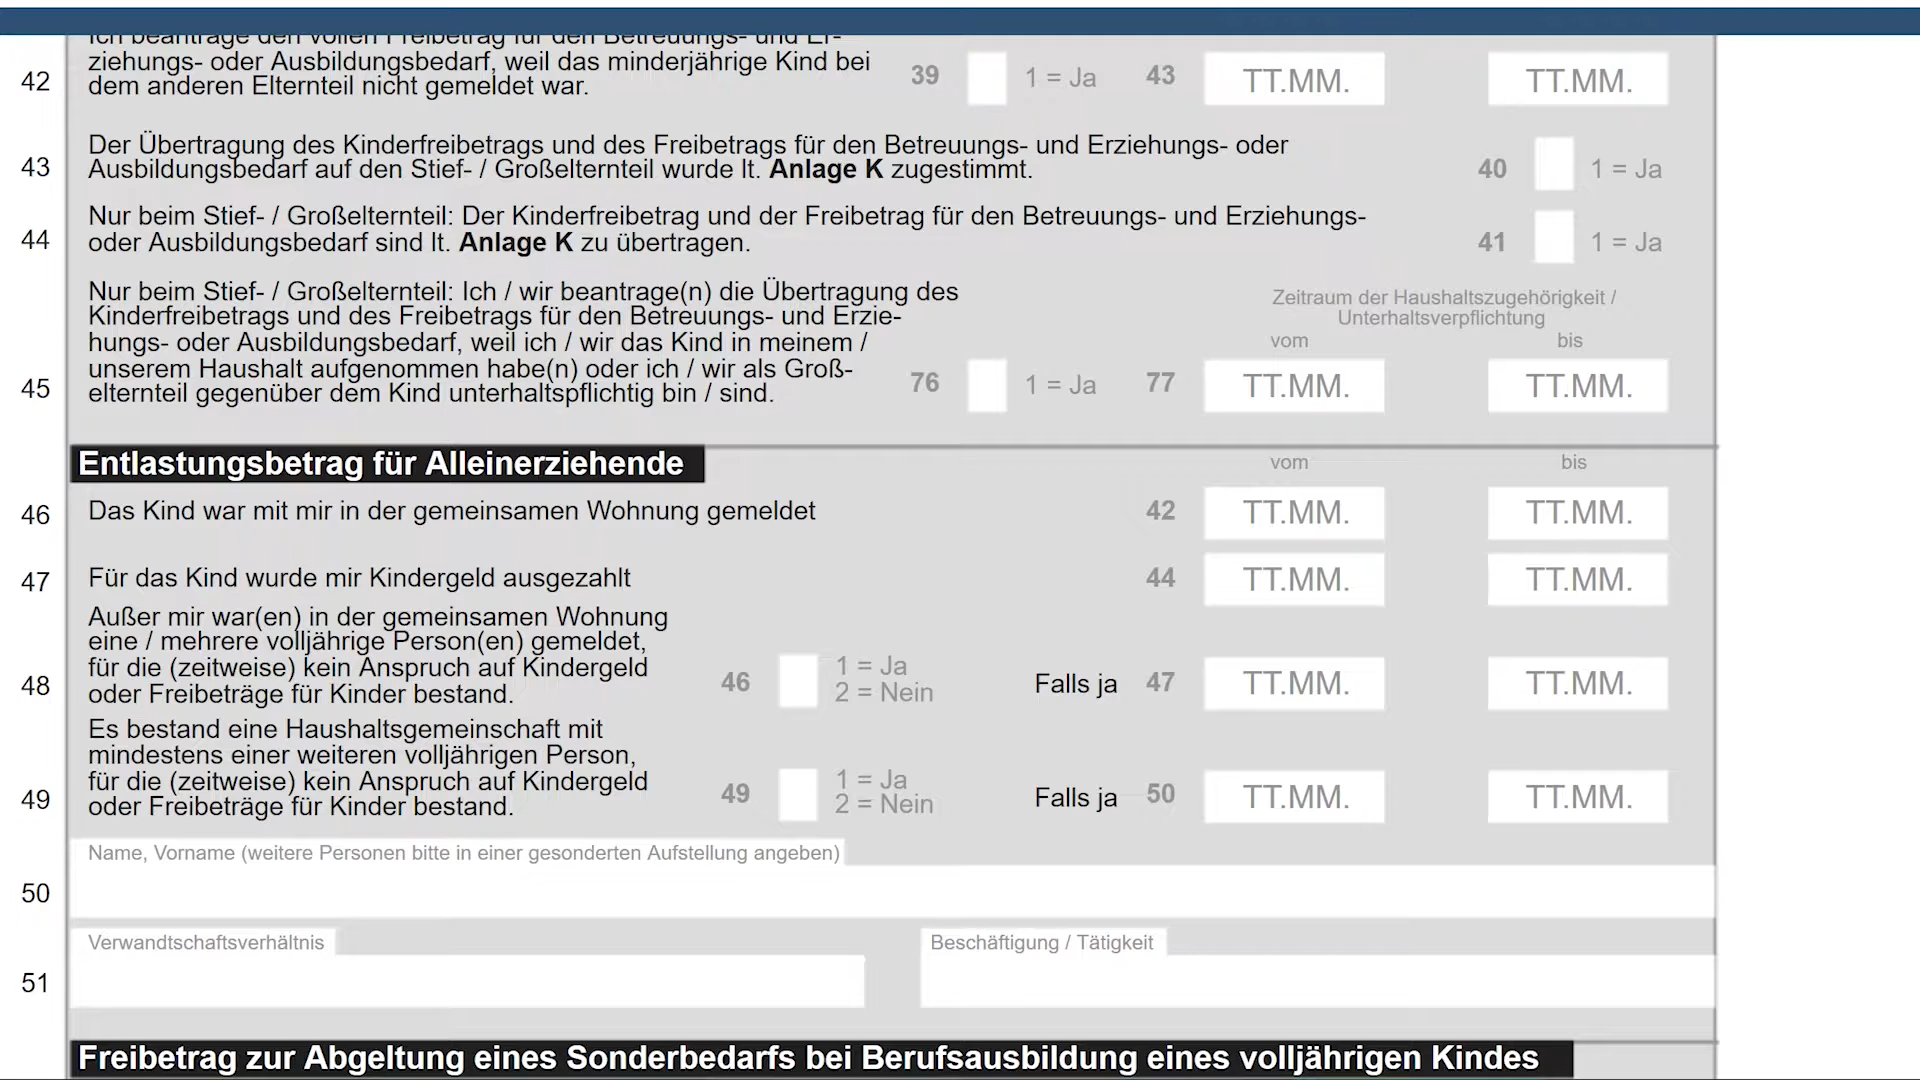 Ich beantrage den vollen Freibetrag für den Betreuungs- und Er-
ziehungs- oder Ausbildungsbedarf, weil das minderjährige Kind bei
42 dem anderen Elternteil nicht gemeldet war. 39 1 = Ja 43 TT.MM. TT.MM.
Der Übertragung des Kinderfreibetrags und des Freibetrags für den Betreuungs- und Erziehungs- oder
43 Ausbildungsbedarf auf den Stief- / Großelternteil wurde lt. Anlage K zugestimmt. 40 1 = Ja
Nur beim Stief- / Großelternteil: Der Kinderfreibetrag und der Freibetrag für den Betreuungs- und Erziehungs-
44 oder Ausbildungsbedarf sind lt. Anlage K zu übertragen. 41 1 = Ja
Nur beim Stief- / Großelternteil: Ich / wir beantrage(n) die Übertragung des
Kinderfreibetrags und des Freibetrags für den Betreuungs- und Erzie-
hungs- oder Ausbildungsbedarf, weil ich / wir das Kind in meinem /
unserem Haushalt aufgenommen habe(n) oder ich / wir als Groß-
45 elternteil gegenüber dem Kind unterhaltspflichtig bin / sind. 76 1 = Ja 77
Zeitraum der Haushaltszugehörigkeit /
Unterhaltsverpflichtung
vom bis
TT.MM. TT.MM.
Entlastungsbetrag für Alleinerziehende vom bis
46 Das Kind war mit mir in der gemeinsamen Wohnung gemeldet 42 TT.MM. TT.MM.
47 Für das Kind wurde mir Kindergeld ausgezahlt 44 TT.MM. TT.MM.
Außer mir war(en) in der gemeinsamen Wohnung
eine / mehrere volljährige Person(en) gemeldet,
für die (zeitweise) kein Anspruch auf Kindergeld
48 oder Freibeträge für Kinder bestand. 46 1 = Ja
2 = Nein Falls ja 47 TT.MM. TT.MM.
Es bestand eine Haushaltsgemeinschaft mit
mindestens einer weiteren volljährigen Person,
für die (zeitweise) kein Anspruch auf Kindergeld
49 oder Freibeträge für Kinder bestand. 49 1 = Ja
2 = Nein Falls ja 50 TT.MM. TT.MM.
Name, Vorname (weitere Personen bitte in einer gesonderten Aufstellung angeben)
50
Verwandtschaftsverhältnis Beschäftigung / Tätigkeit
51
Freibetrag zur Abgeltung eines Sonderbedarfs bei Berufsausbildung eines volljährigen Kindes